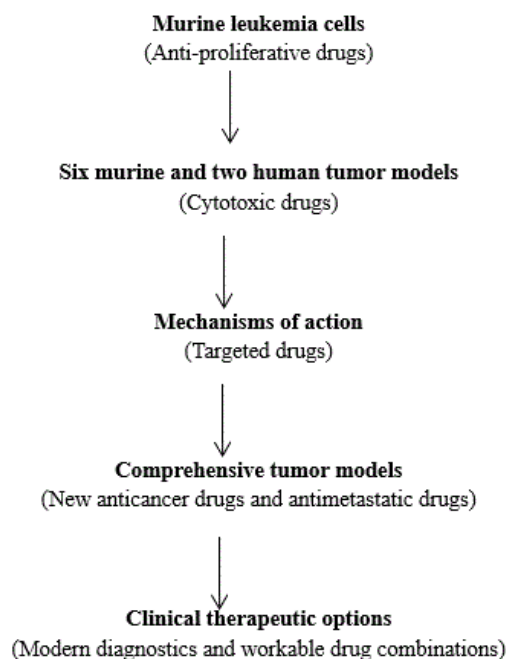 Murine leukemia cells
(Anti-proliferative drugs)
Six murine and two human tumor models
(Cytotoxic drugs)
Mechanisms of action
(Targeted drugs)
Comprehensive tumor models
(New anticancer drugs and antimetastatic drugs)
Clinical therapeutic options
(Modern diagnostics and workable drug combinations)